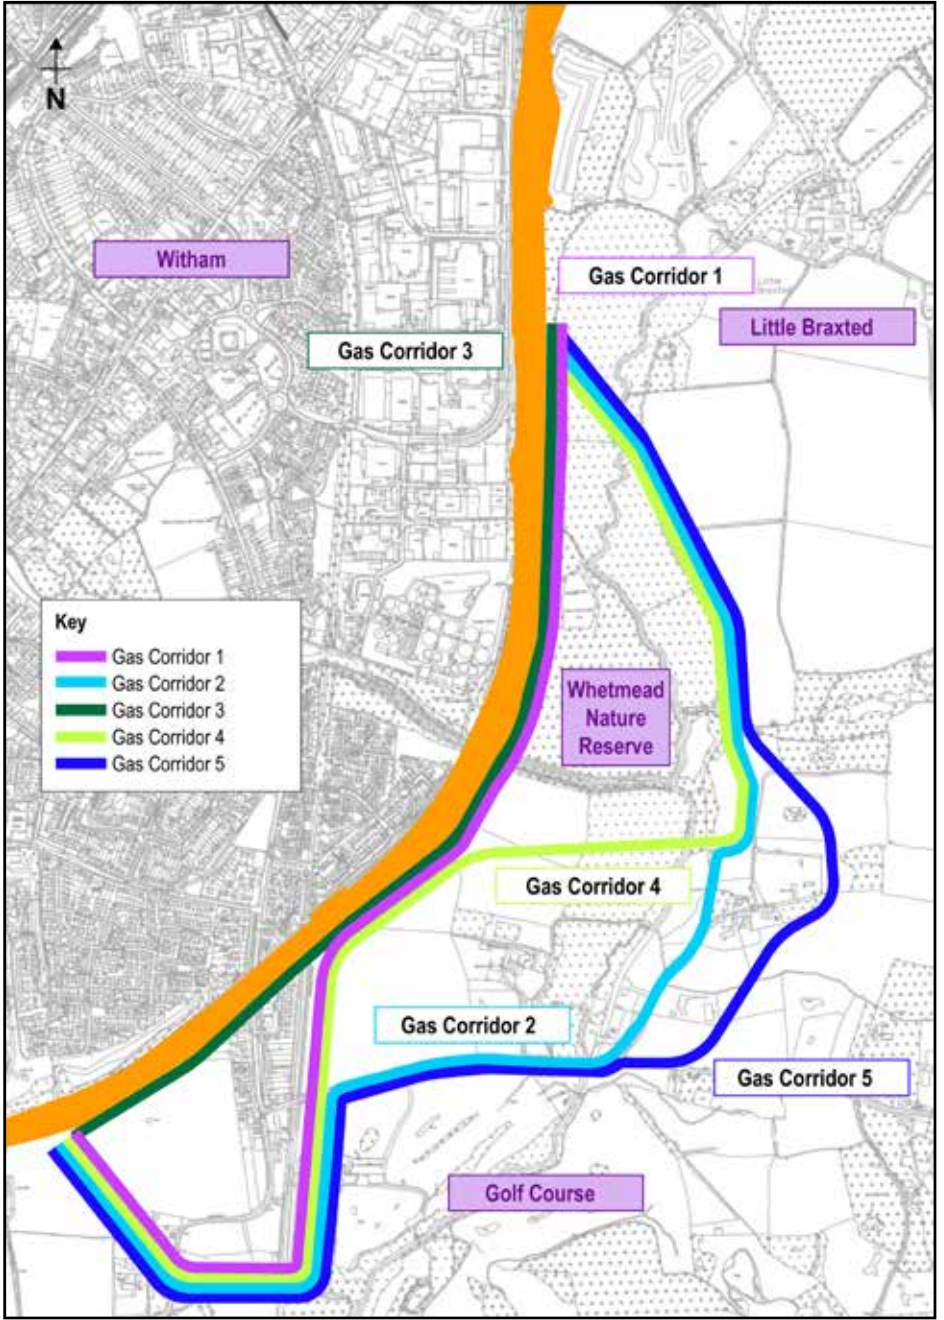 N
Witham
Gas Corridor 1
Little Braxted
Gas Corridor 3
Key
Gas Corridor 1
Gas Corridor 2
Gas Corridor 3
Gas Corridor 4
Gas Corridor 5
Whetmead
Nature
Reserve
Gas Corridor 4
Gas Corridor 2
Gas Corridor 5
Golf Course